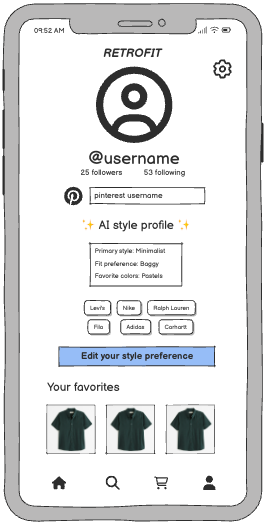 09:52 AM
RETROFIT
@username
25 followers 53 following
pinterest username
✨ AI style profile ✨
Primary style: Minimalist
Fit preference: Baggy
Favorite colors: Pastels
Levi's Nike Ralph Lauren
Fila Adidas Carhartt
Edit your style preference
Your favorites